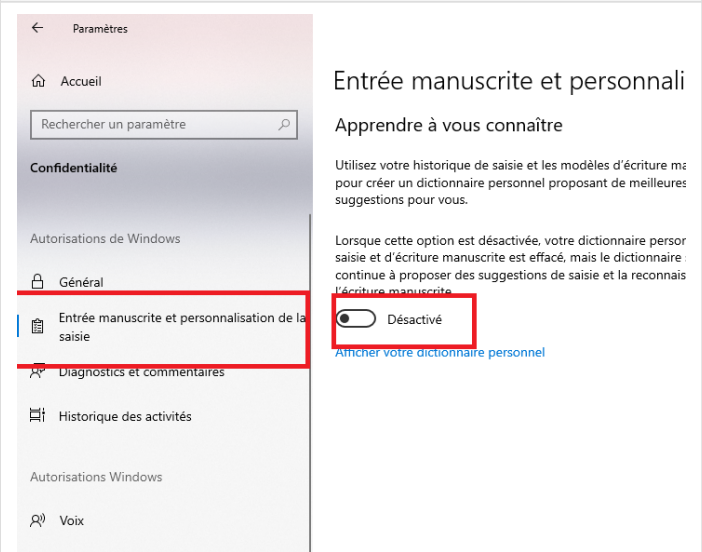 Paramètres
Accueil
Rechercher un paramètre
Confidentialité
Autorisations de Windows
Général
Entrée manuscrite et personnalisation de la
saisie
Diagnostics et commentaires
Historique des activités
Autorisations Windows
Voix
Entrée manuscrite et personnali
Apprendre à vous connaître
Utilisez votre historique de saisie et les modèles d'écriture ma
pour créer un dictionnaire personnel proposant de meilleures
suggestions pour vous.
Lorsque cette option est désactivée, votre dictionnaire person
saisie et d'écriture manuscrite est effacé, mais le dictionnaire
continue à proposer des suggestions de saisie et la reconnais
l'écriture manuscrite.
Désactivé
Afficher votre dictionnaire personnel